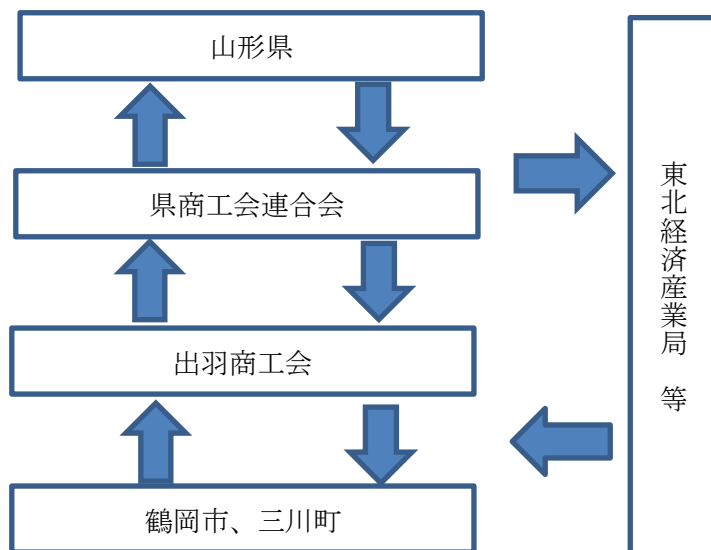 山形県
県商工会連合会
出羽商工会
鶴岡市、三川町
東北経済産業局　等